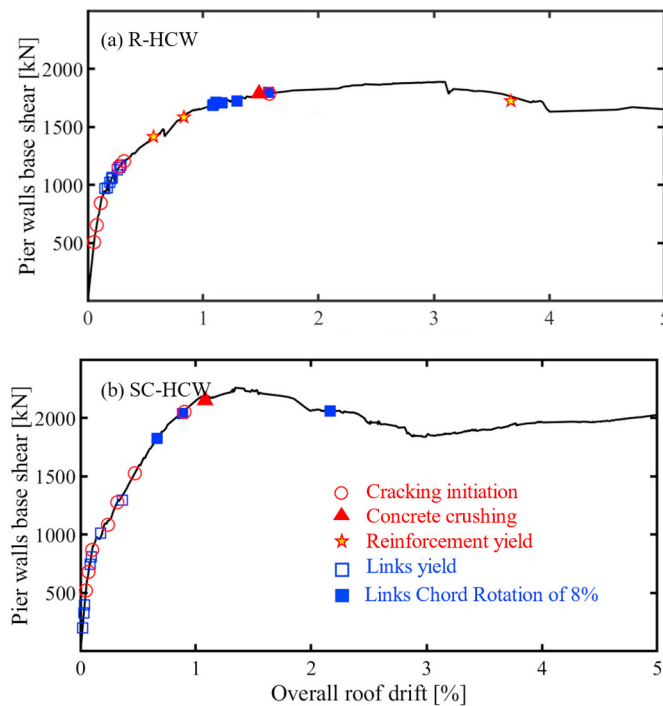 (a) R-HCW
Pier walls base shear [kN]
2000
1500
1000
500
0 1 2 3 4 5
(b) SC-HCW
Pier walls base shear [kN]
2000
1500
1000
500
Cracking initiation
Concrete crushing
Reinforcement yield
Links yield
Links Chord Rotation of 8%
0 1 2 3 4 5
Overall roof drift [%]